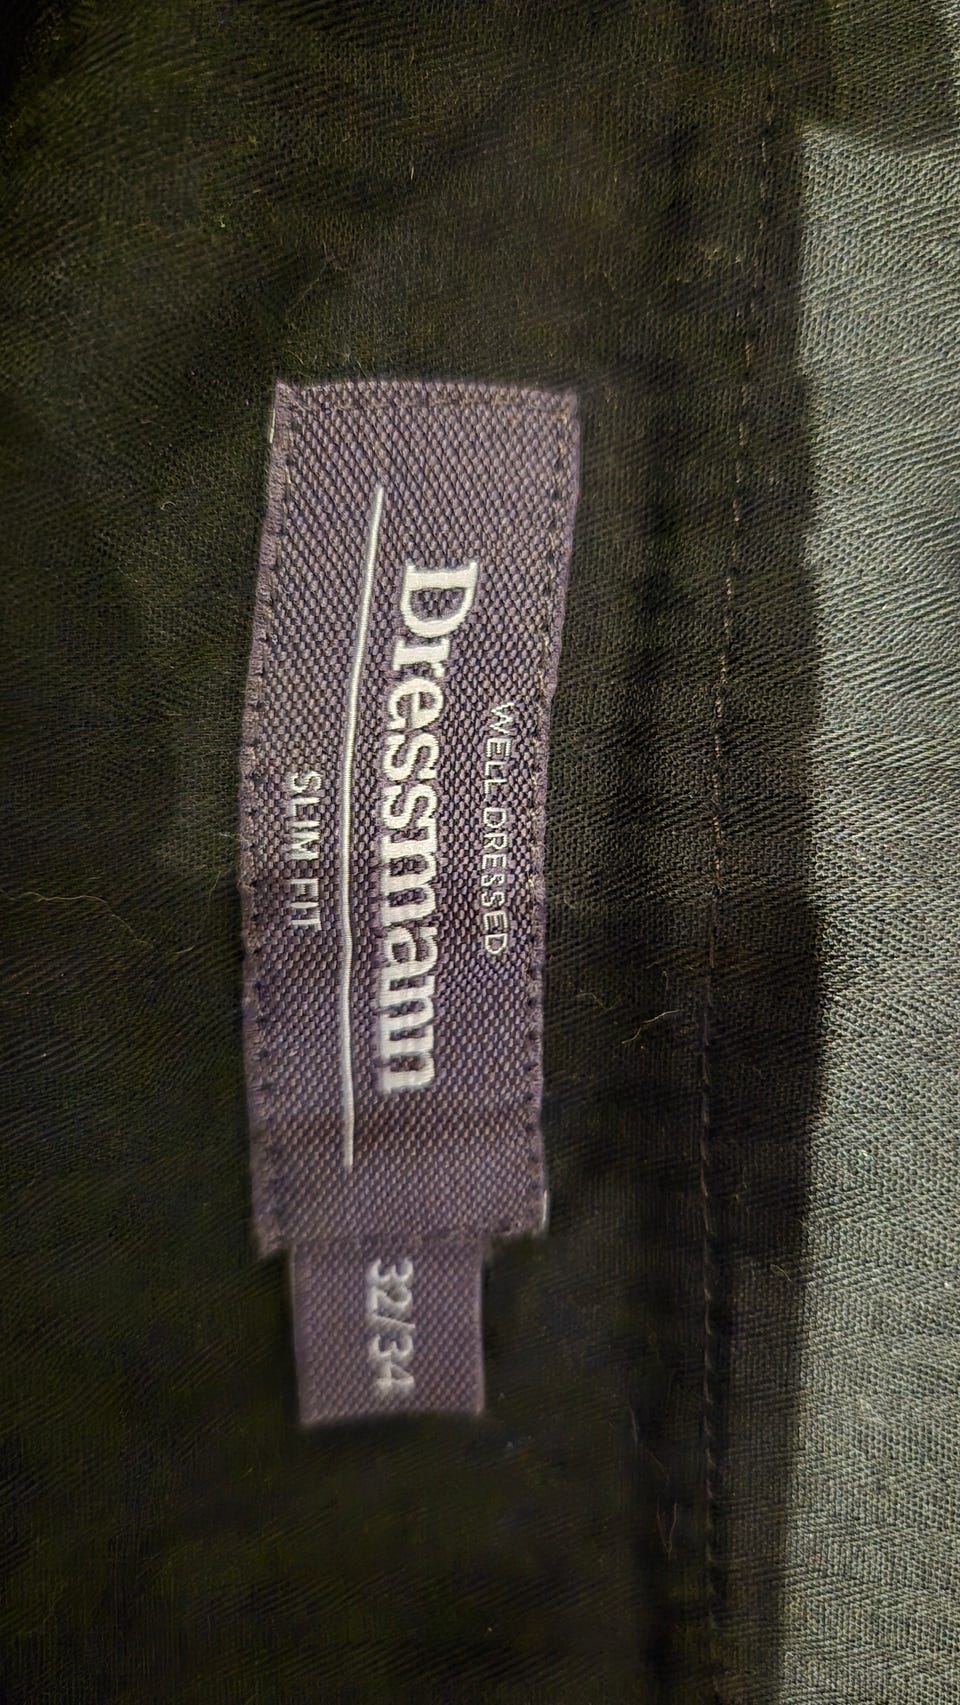 WELL DRESSED
Dressmann
SLIM FIT
32/34